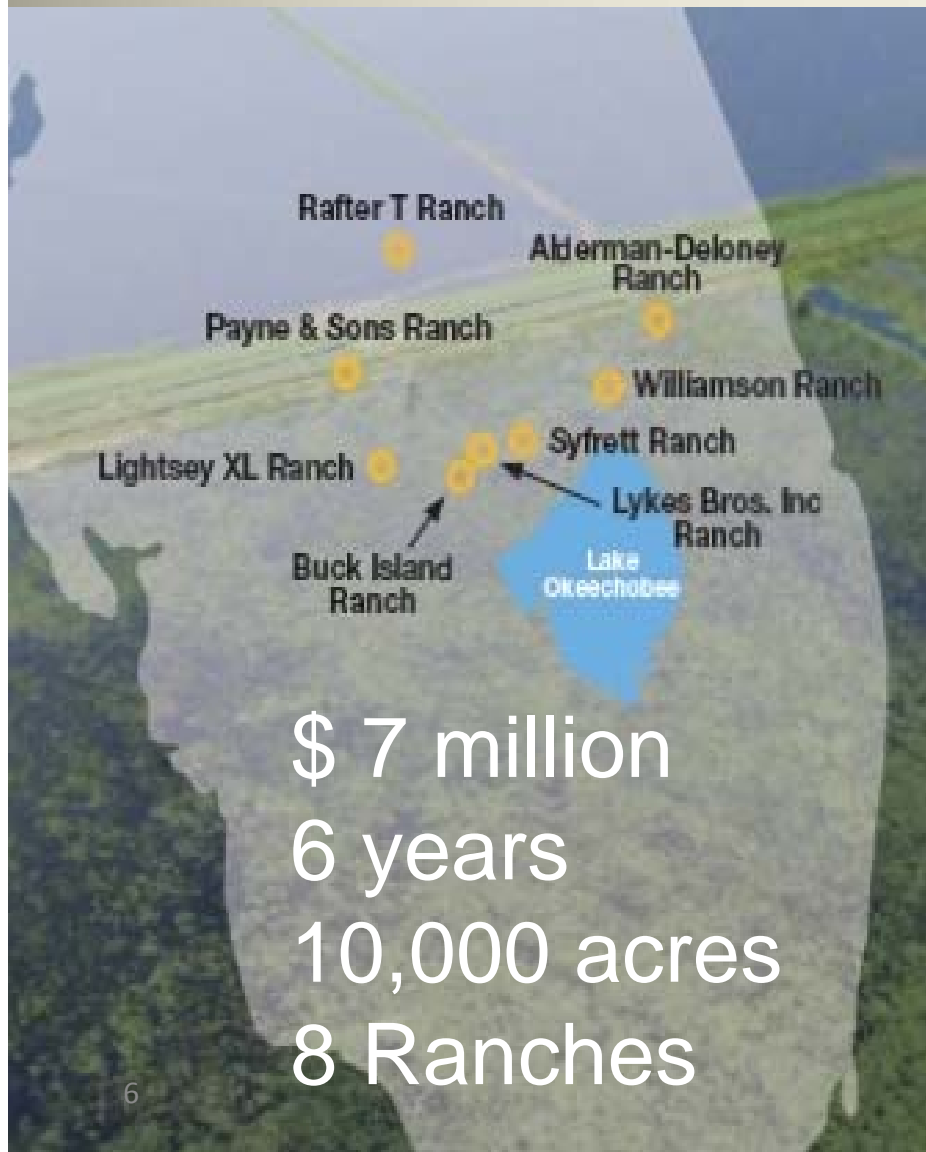 Rafter T Ranch
Alderman-Deloney
Ranch
Payne & Sons Ranch
Williamson Ranch
Syfrett Ranch
Lightsey XL Ranch
Lykes Bros. Inc
Ranch
Buck Island
Ranch
Lake
Okeechobee
$ 7 million
6 years
10,000 acres
8 Ranches
6